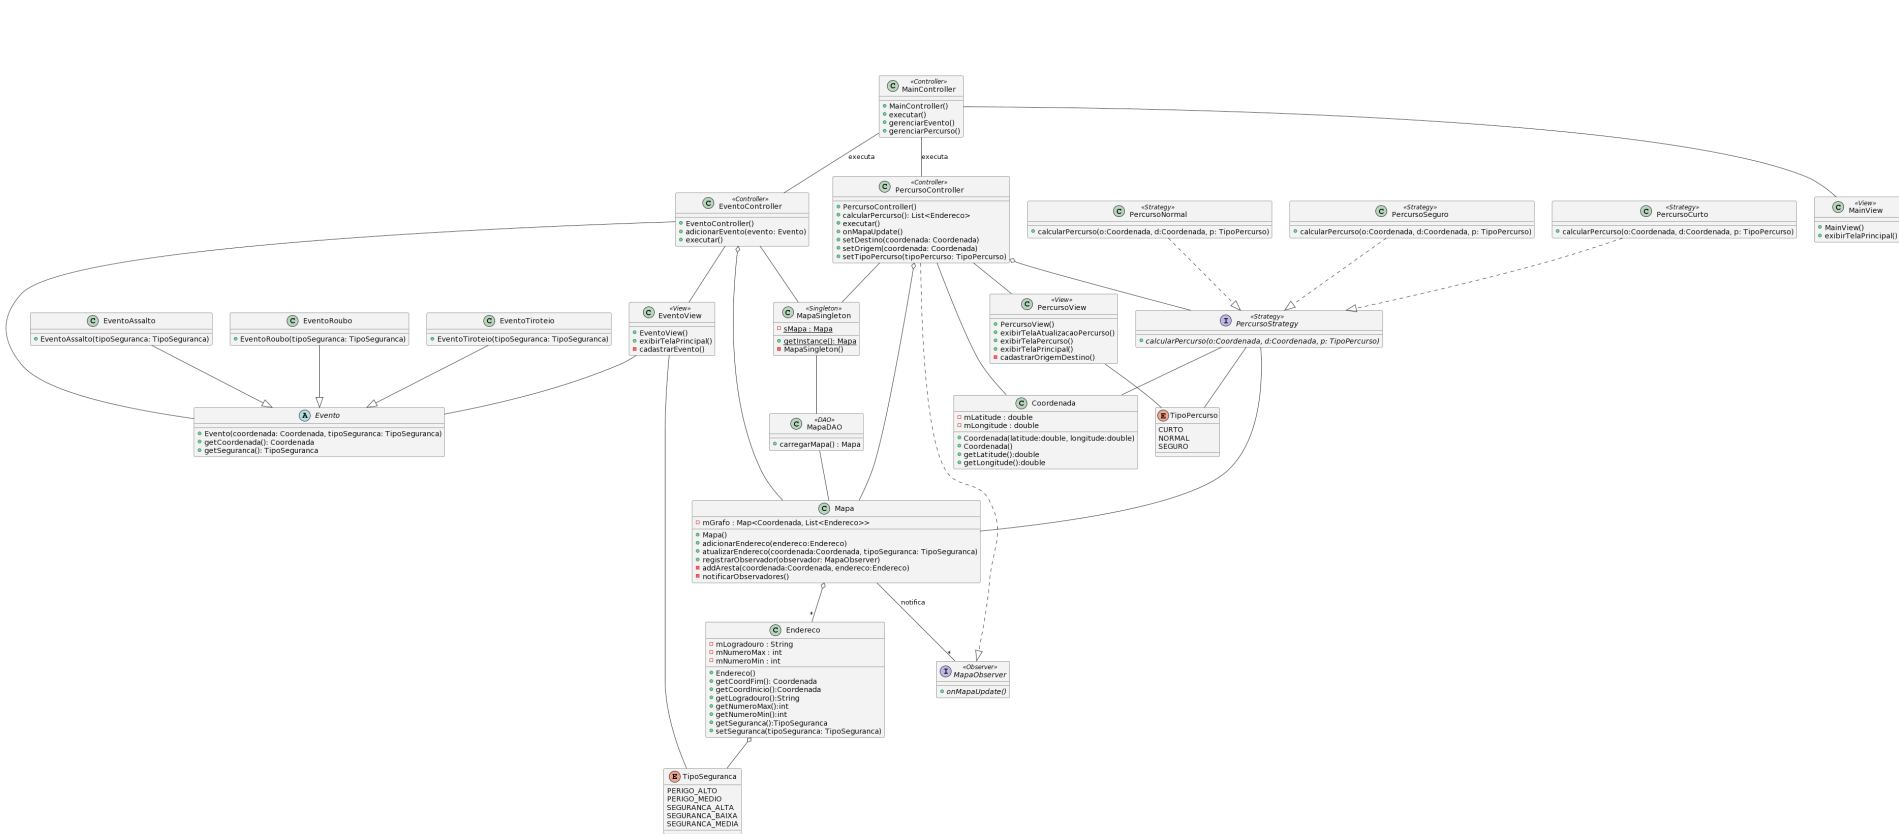 «Controller»
C MainController
MainController()
executar()
gerenciarEvento()
gerenciarPercurso()
executa
executa
«Controller»
C EventoController
EventoController()
adicionarEvento(evento: Evento)
executar()
«Controller»
C PercursoController
PercursoController()
calcularPercurso(): List<Endereco>
executar()
onMapaUpdate()
setDestino(coordenada: Coordenada)
setOrigem(coordenada: Coordenada)
setTipoPercurso(tipoPercurso: TipoPercurso)
«Strategy»
C PercursoNormal
calcularPercurso(o:Coordenada, d:Coordenada, p: TipoPercurso)
«Strategy»
C PercursoSeguro
calcularPercurso(o:Coordenada, d:Coordenada, p: TipoPercurso)
«Strategy»
C PercursoCurto
calcularPercurso(o:Coordenada, d:Coordenada, p: TipoPercurso)
«View»
C MainView
MainView()
exibirTelaPrincipal()
C EventoAssalto
EventoAssalto(tipoSeguranca: TipoSeguranca)
C EventoRoubo
EventoRoubo(tipoSeguranca: TipoSeguranca)
C EventoTiroteio
EventoTiroteio(tipoSeguranca: TipoSeguranca)
«View»
C EventoView
EventoView()
exibirTelaPrincipal()
cadastrarEvento()
«Singleton»
C MapaSingleton
sMapa : Mapa
getInstance(): Mapa
MapaSingleton()
«View»
C PercursoView
PercursoView()
exibirTelaAtualizacaoPercurso()
exibirTelaPercurso()
exibirTelaPrincipal()
cadastrarOrigemDestino()
«Strategy»
I PercursoStrategy
calcularPercurso(o:Coordenada, d:Coordenada, p: TipoPercurso)
A Evento
Evento(coordenada: Coordenada, tipoSeguranca: TipoSeguranca)
getCoordenada(): Coordenada
getSeguranca(): TipoSeguranca
«DAO»
C MapaDAO
carregarMapa() : Mapa
C Coordenada
mLatitude : double
mLongitude : double
Coordenada(latitude:double, longitude:double)
Coordenada()
getLatitude():double
getLongitude():double
E TipoPercurso
CURTO
NORMAL
SEGURO
C Mapa
mGrafo : Map<Coordenada, List<Endereco>>
Mapa()
adicionarEndereco(endereco:Endereco)
atualizarEndereco(coordenada:Coordenada, tipoSeguranca: TipoSeguranca)
registrarObservador(observador: MapaObserver)
addAresta(coordenada:Coordenada, endereco:Endereco)
notificarObservadores()
notifica
*
*
C Endereco
mLogradouro : String
mNumeroMax : int
mNumeroMin : int
Endereco()
getCoordFim(): Coordenada
getCoordInicio():Coordenada
getLogradouro():String
getNumeroMax():int
getNumeroMin():int
getSeguranca():TipoSeguranca
setSeguranca(tipoSeguranca: TipoSeguranca)
«Observer»
I MapaObserver
onMapaUpdate()
E TipoSeguranca
PERIGO_ALTO
PERIGO_MEDIO
SEGURANCA_ALTA
SEGURANCA_BAIXA
SEGURANCA_MEDIA